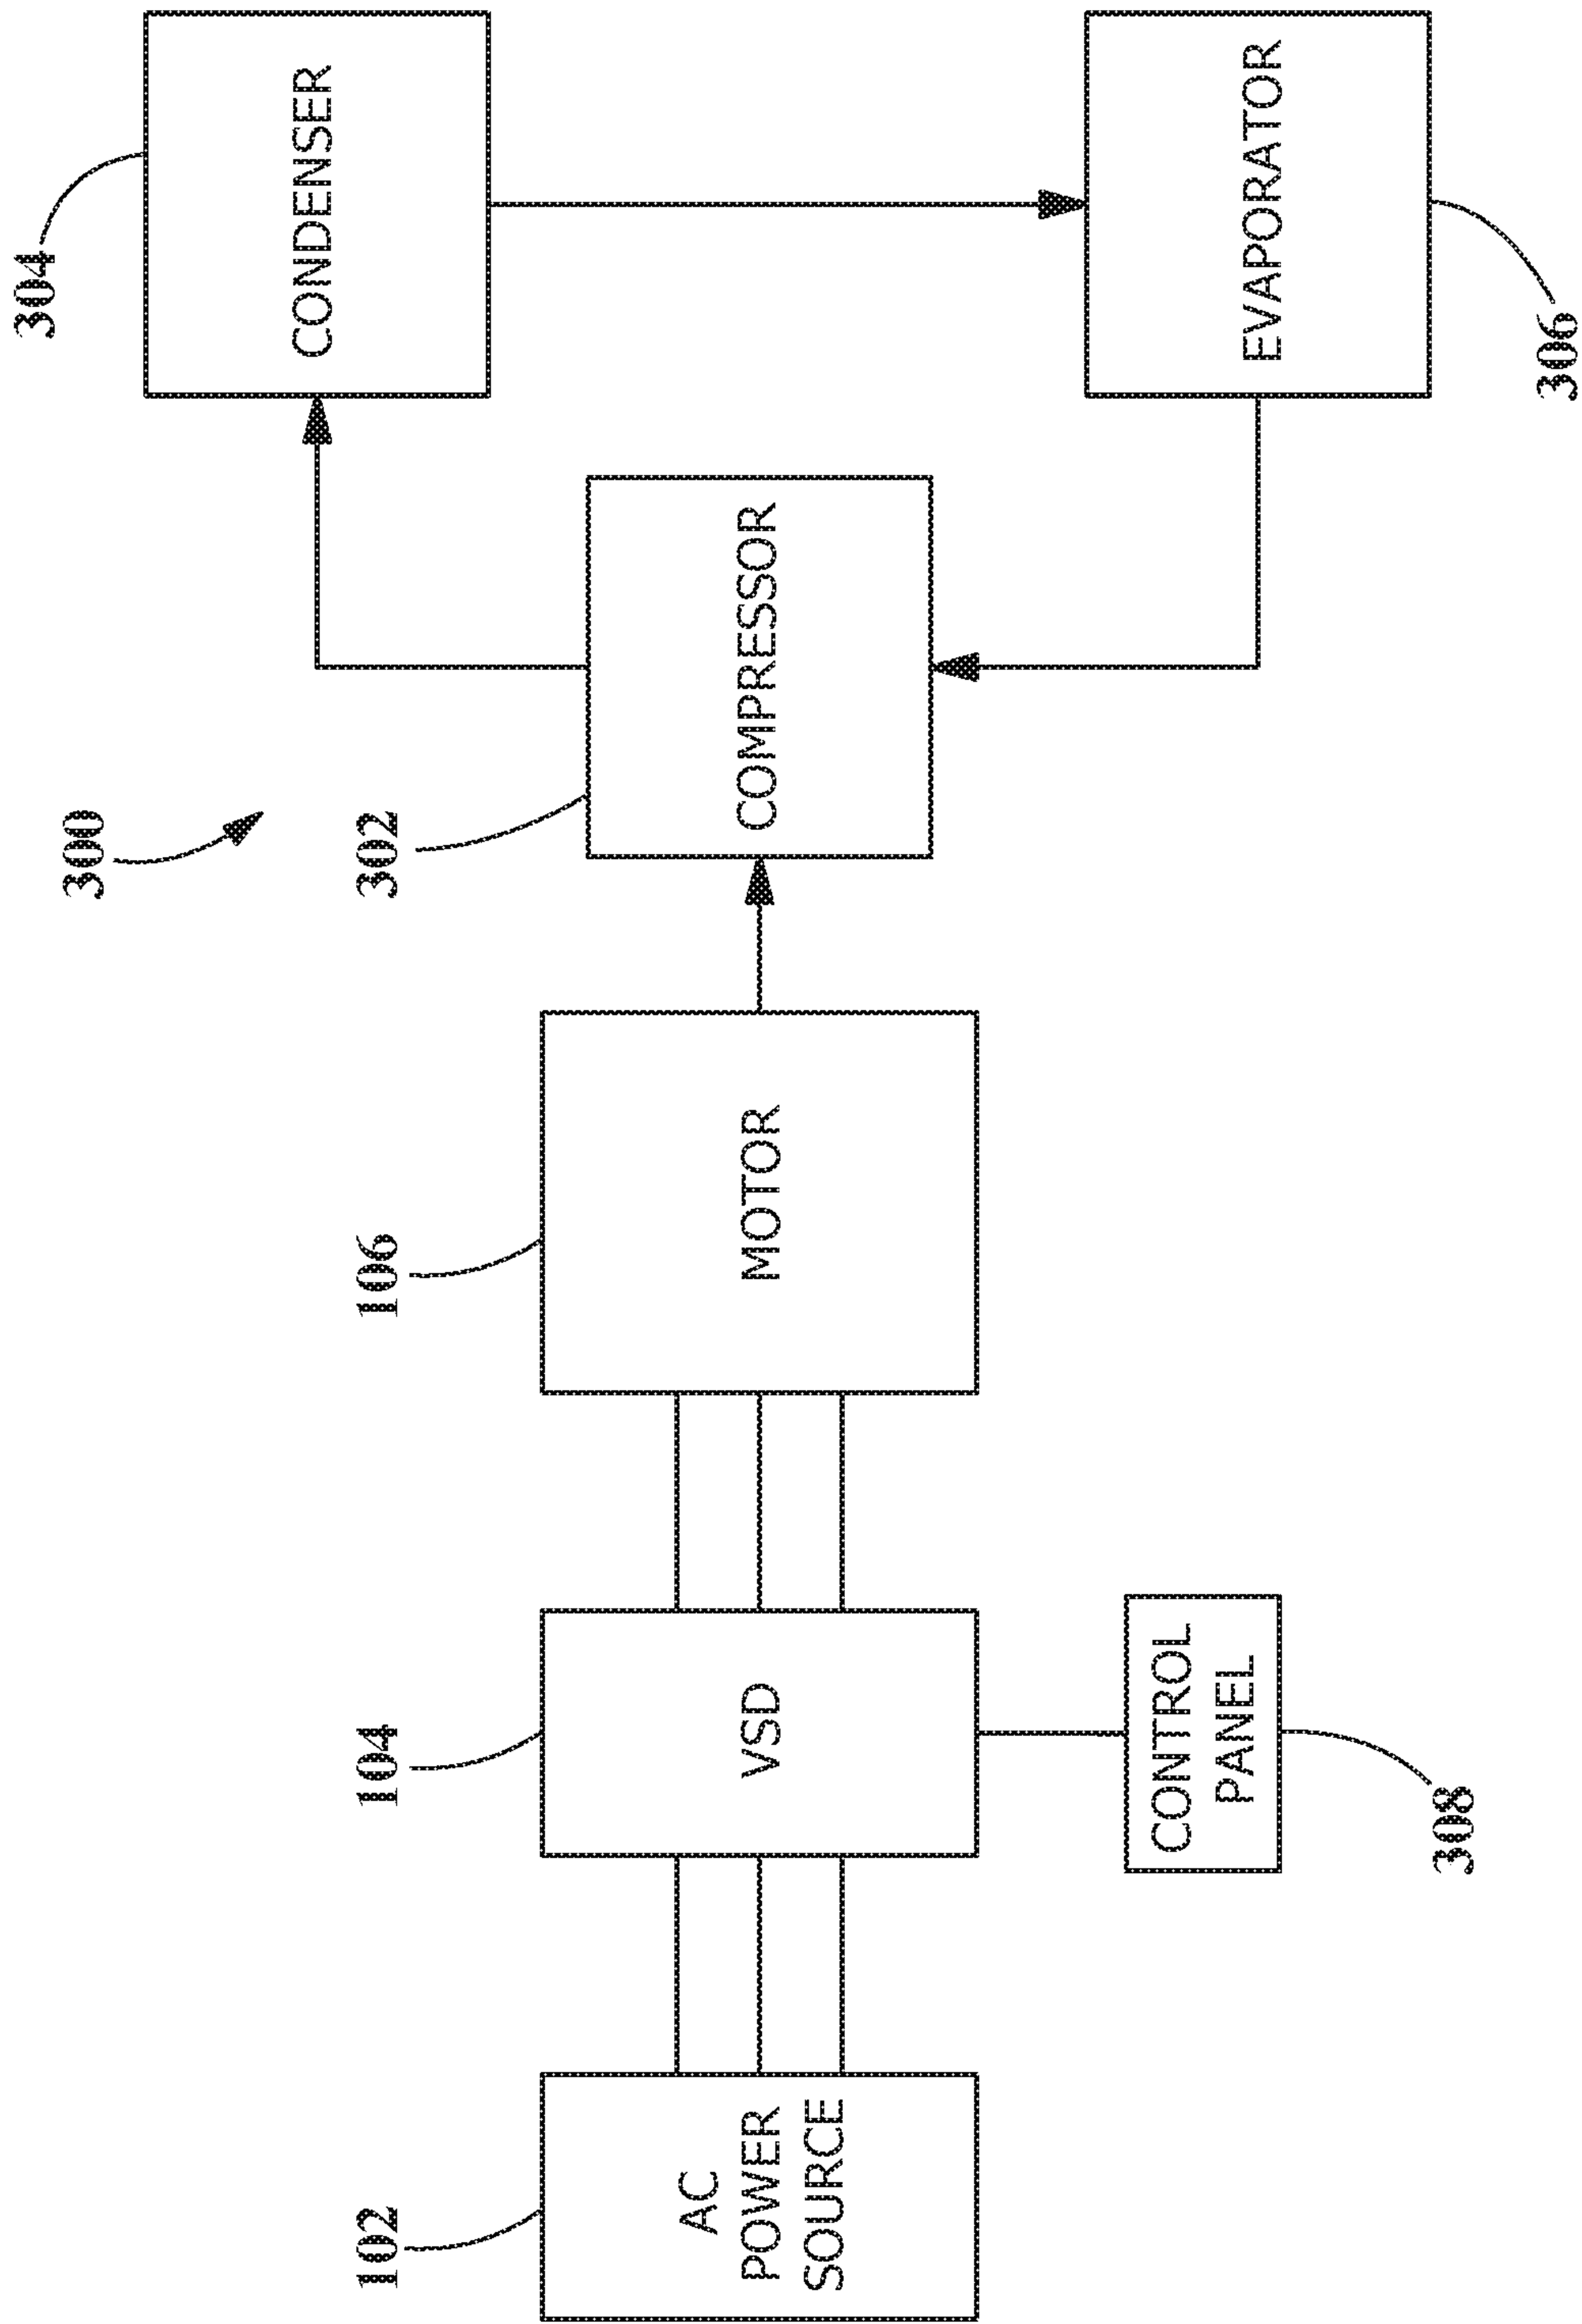 300
304
CONDENSER
302
COMPRESSOR
EVAPORATOR
306
106
MOTOR
104
VSD
CONTROL
PANEL
308
102
AC
POWER
SOURCE